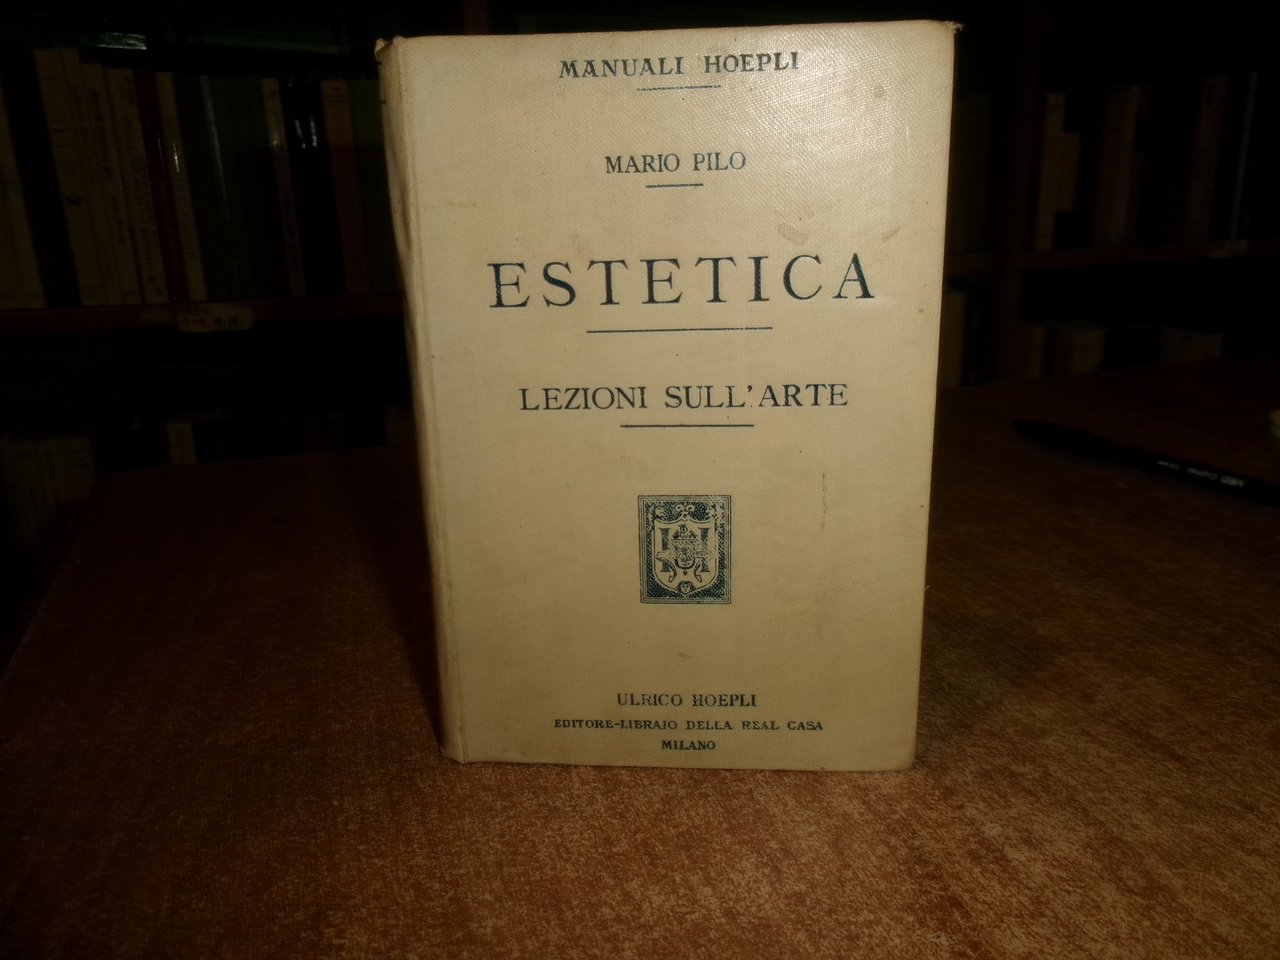 MANUALI HOEPLI
MARIO PILO
ESTETICA
LEZIONI SULL'ARTE
ULRICO HOEPLI
EDITORE-LIBRAIO DELLA REAL CASA
MILANO